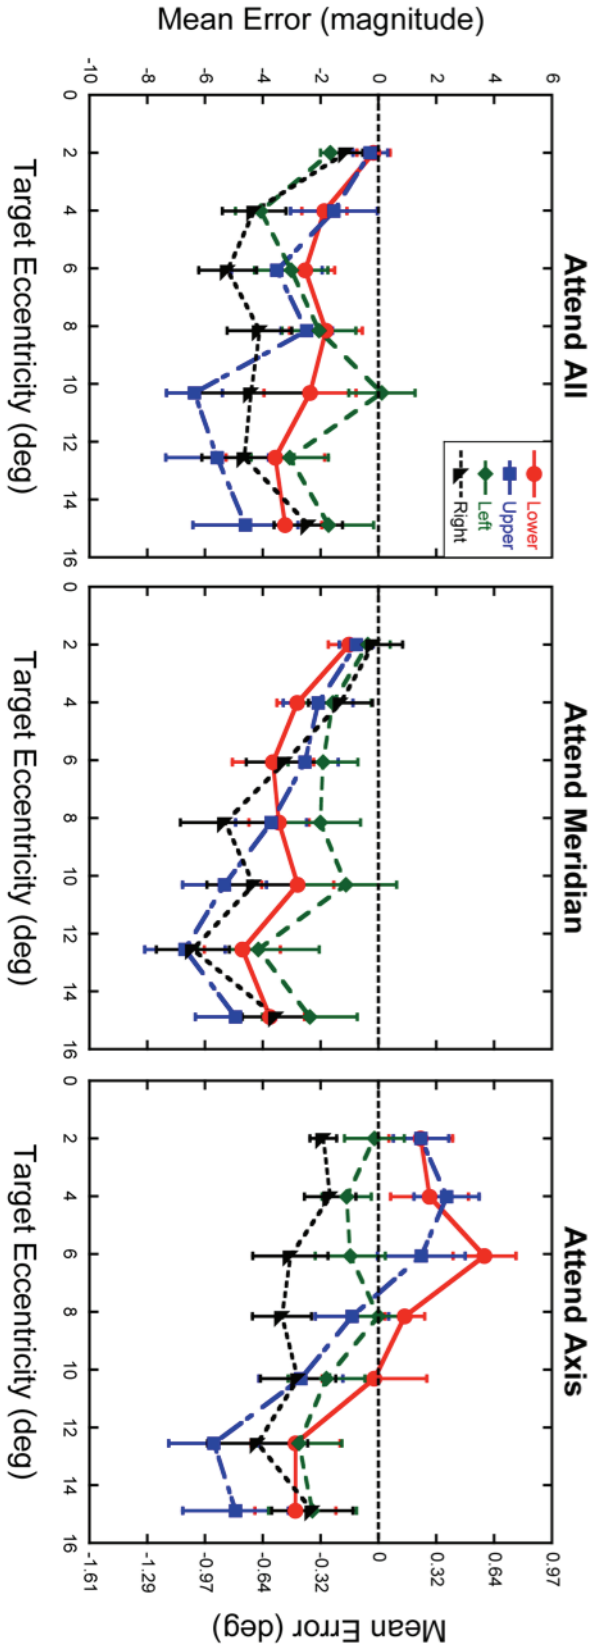 Attend All
Attend Meridian
Attend Axis
Mean Error (magnitude)
6
4
2
0
-2
-4
-6
-8
-10
Lower
Upper
Left
Right
0 2 4 6 8 10 12 14 16
0 2 4 6 8 10 12 14 16
0 2 4 6 8 10 12 14 16
Target Eccentricity (deg)
Target Eccentricity (deg)
Target Eccentricity (deg)
0.97
0.64
0.32
0
-0.32
-0.64
-0.97
-1.29
-1.61
Mean Error (deg)